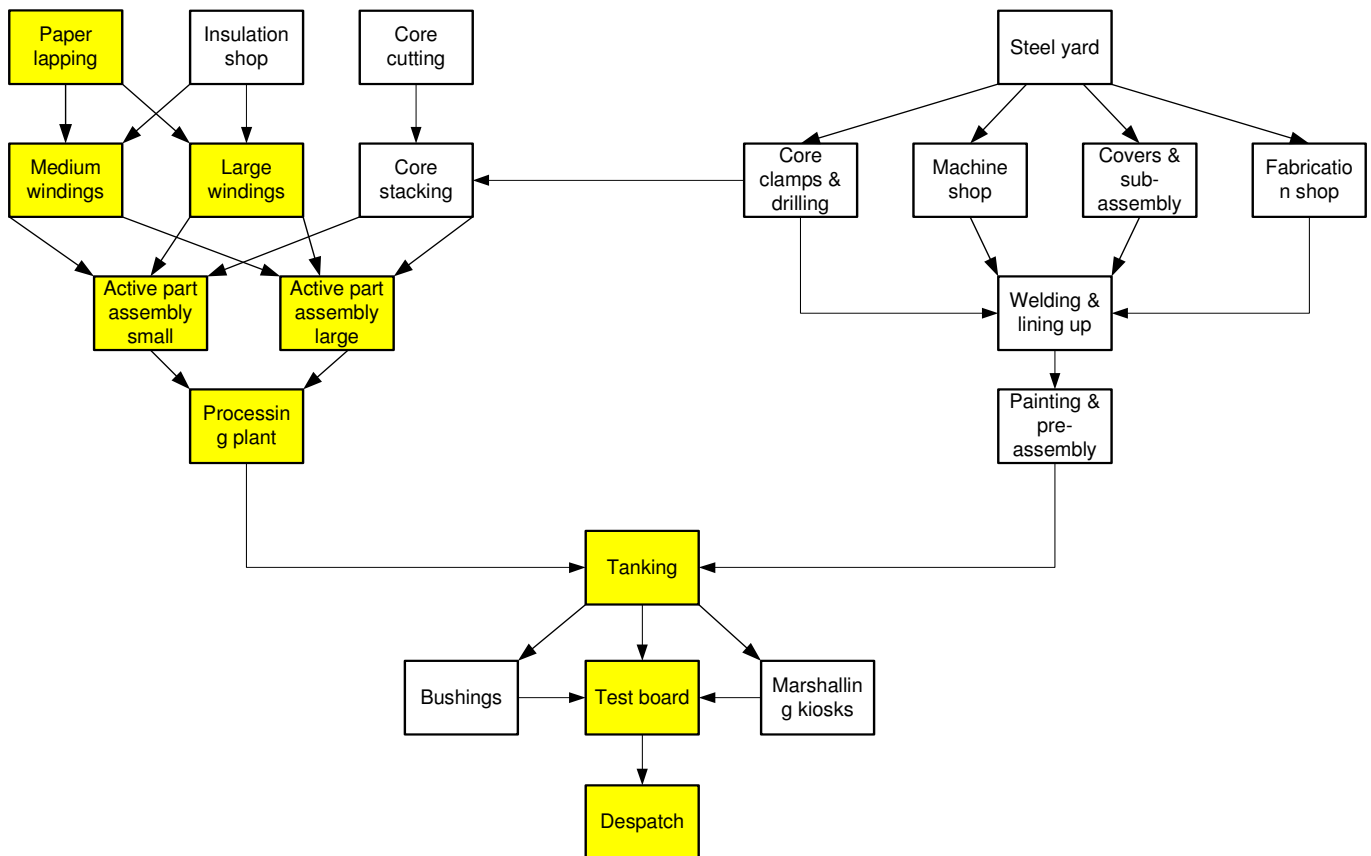 Paper
lapping
Insulation
shop
Core
cutting
Steel yard
Medium
windings
Large
windings
Core
stacking
Core
clamps &
drilling
Machine
shop
Covers &
sub-
assembly
Fabricatio
n shop
Active part
assembly
small
Active part
assembly
large
Welding &
lining up
Processin
g plant
Painting &
pre-
assembly
Tanking
Bushings
Test board
Marshallin
g kiosks
Despatch